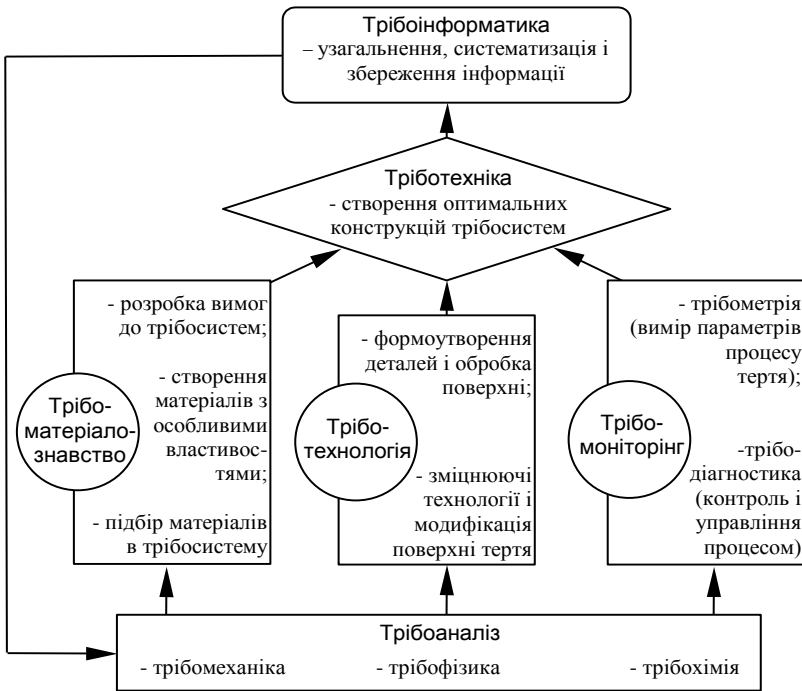 Трібоінформатика
– узагальнення, систематизація і
збереження інформації
Тріботехніка
- створення оптимальних
конструкцій трібосистем
Трібо-
матеріало-
знавство
- розробка вимог
до трібосистем;
- створення
матеріалів з
особливими
властивос-
тями;
- підбір матеріалів
в трібосистему
Трібо-
технологія
- формоутворення
деталей і обробка
поверхні;
- зміцнюючі
технології і
модифікація
поверхні тертя
Трібо-
моніторінг
- трібометрія
(вимір параметрів
процесу
тертя);
-трібо-
діагностика
(контроль і
управління
процесом)
Трібоаналіз
- трібомеханіка - трібофізика - трібохімія